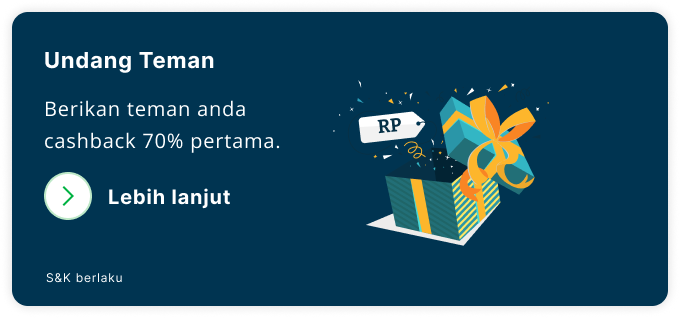 Undang Teman
Berikan teman anda
cashback 70% pertama.
RP
Lebih lanjut
S&K berlaku